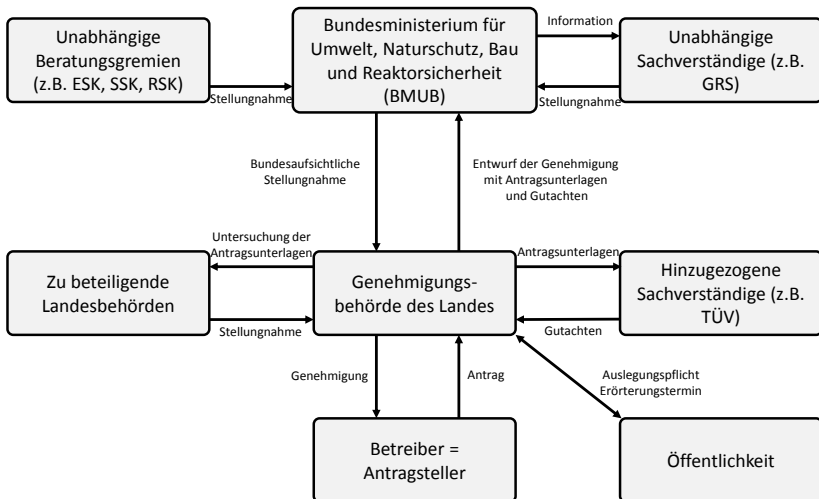 Unabhängige
Beratungsgremien
(z.B. ESK, SSK, RSK)
Stellungnahme
Bundesministerium für
Umwelt, Naturschutz, Bau
und Reaktorsicherheit
(BMUB)
Information
Stellungnahme
Unabhängige
Sachverständige (z.B.
GRS)
Bundesaufsichtliche
Stellungnahme
Entwurf der Genehmigung
mit Antragsunterlagen
und Gutachten
Zu beteiligende
Landesbehörden
Untersuchung der
Antragsunterlagen
Stellungnahme
Genehmigungs-
behörde des Landes
Antragsunterlagen
Gutachten
Hinzugezogene
Sachverständige (z.B.
TÜV)
Genehmigung
Antrag
Auslegungspflicht
Erörterungstermin
Betreiber =
Antragsteller
Öffentlichkeit